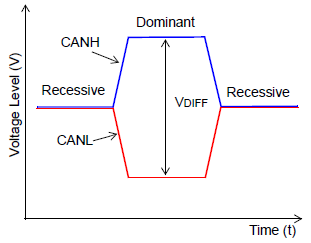 Dominant
CANH
Recessive
VDIFF
Recessive
CANL
Voltage Level (V)
Time (t)